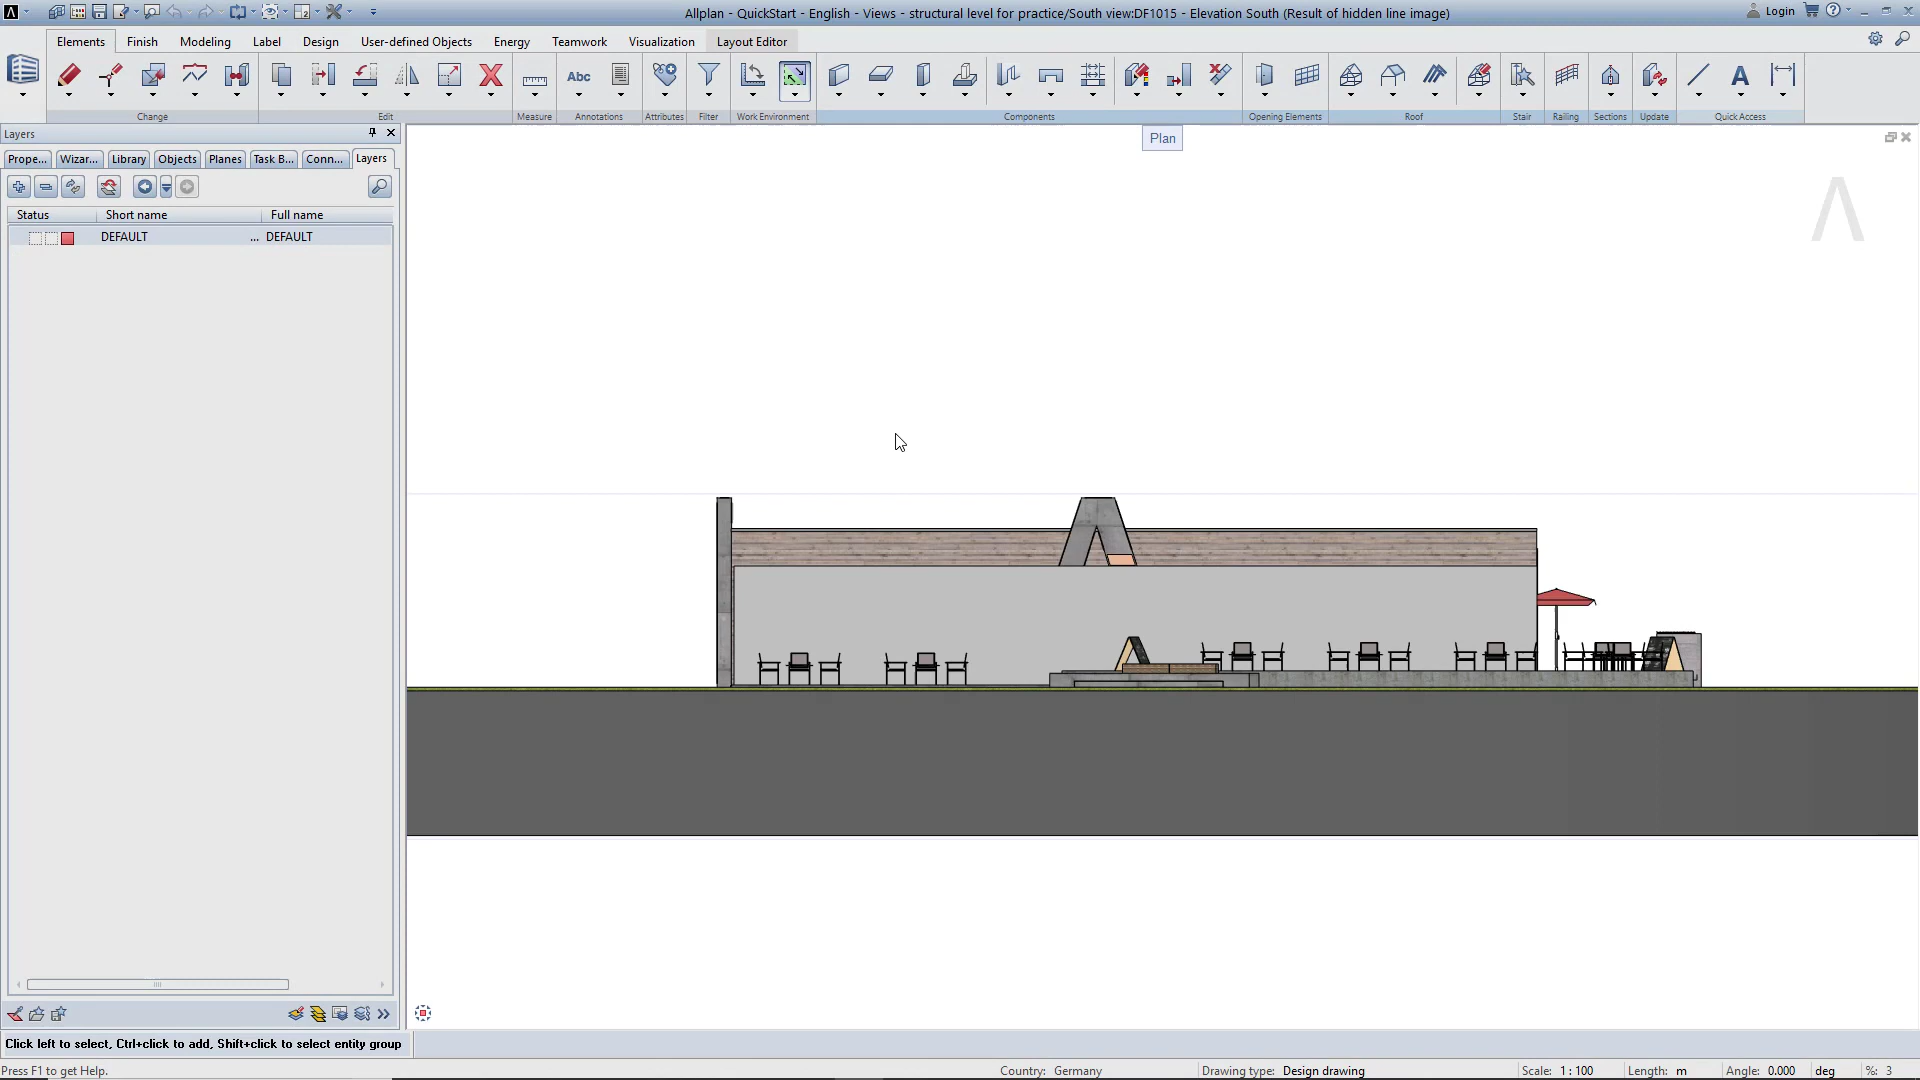 Allplan - QuickStart - English - Views - structural level for practice/South view:DF1015 - Elevation South (Result of hidden line image)
Login
Elements Finish Modeling Label Design User-defined Objects Energy Teamwork Visualization Layout Editor
Abc
A
Change Edit Measure Annotations Attributes Filter Work Environment Components Opening Elements Roof Stair Railing Sections Update Quick Access
Layers
Plan
Prope... Wizar... Library Objects Planes Task B... Conn... Layers
Status Short name Full name
DEFAULT ... DEFAULT
Click left to select, Ctrl+click to add, Shift+click to select entity group
Press F1 to get Help. Country: Germany Drawing type: Design drawing Scale: 1 : 100 Length: m Angle: 0.000 deg %: 3